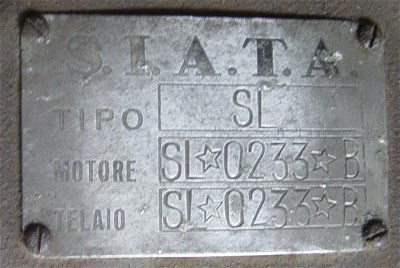 S.I.A.T.A.
TIPO SL
MOTORE SL☆0233☆B
TELAIO SL☆0233☆B